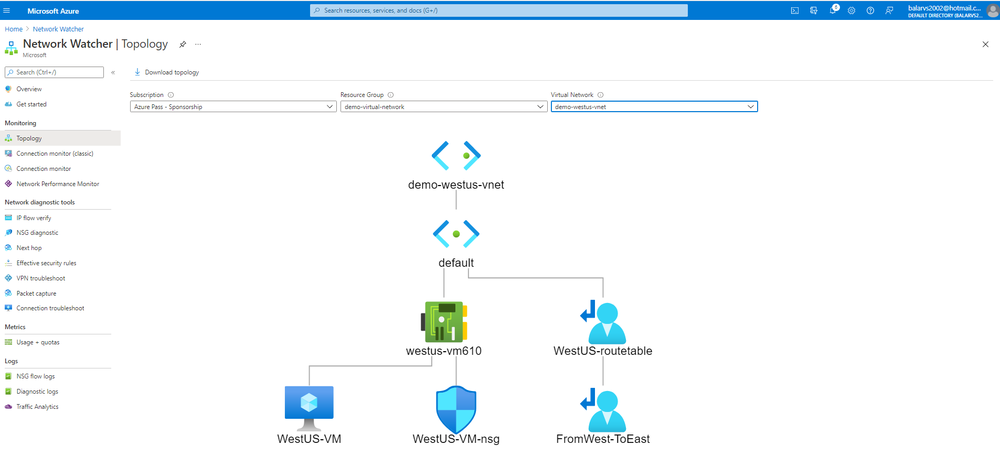 Microsoft Azure
Search resources, services, and docs (G+/)
6
balarvs2002@hotmail.c...
DEFAULT DIRECTORY (BALARVS2...
Home > Network Watcher
Network Watcher | Topology
...
Microsoft
Search (Ctrl+/)
«
Download topology
Overview
Get started
Subscription
Resource Group
Virtual Network
Azure Pass - Sponsorship
demo-virtual-network
demo-westus-vnet
Monitoring
Topology
Connection monitor (classic)
Connection monitor
Network Performance Monitor
Network diagnostic tools
IP flow verify
NSG diagnostic
Next hop
Effective security rules
VPN troubleshoot
Packet capture
Connection troubleshoot
Metrics
Usage + quotas
Logs
NSG flow logs
Diagnostic logs
Traffic Analytics
demo-westus-vnet
default
westus-vm610
WestUS-routetable
WestUS-VM
WestUS-VM-nsg
FromWest-ToEast